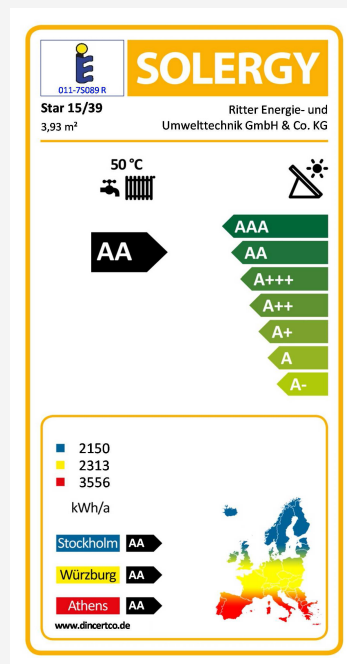 SOLERGY
011-7S089 R
Star 15/39
3,93 m²
Ritter Energie- und
Umwelttechnik GmbH & Co. KG
50 °C
AA
AAA
AA
A+++
A++
A+
A
A-
2150
2313
3556
kWh/a
Stockholm AA
Würzburg AA
Athens AA
www.dincertco.de